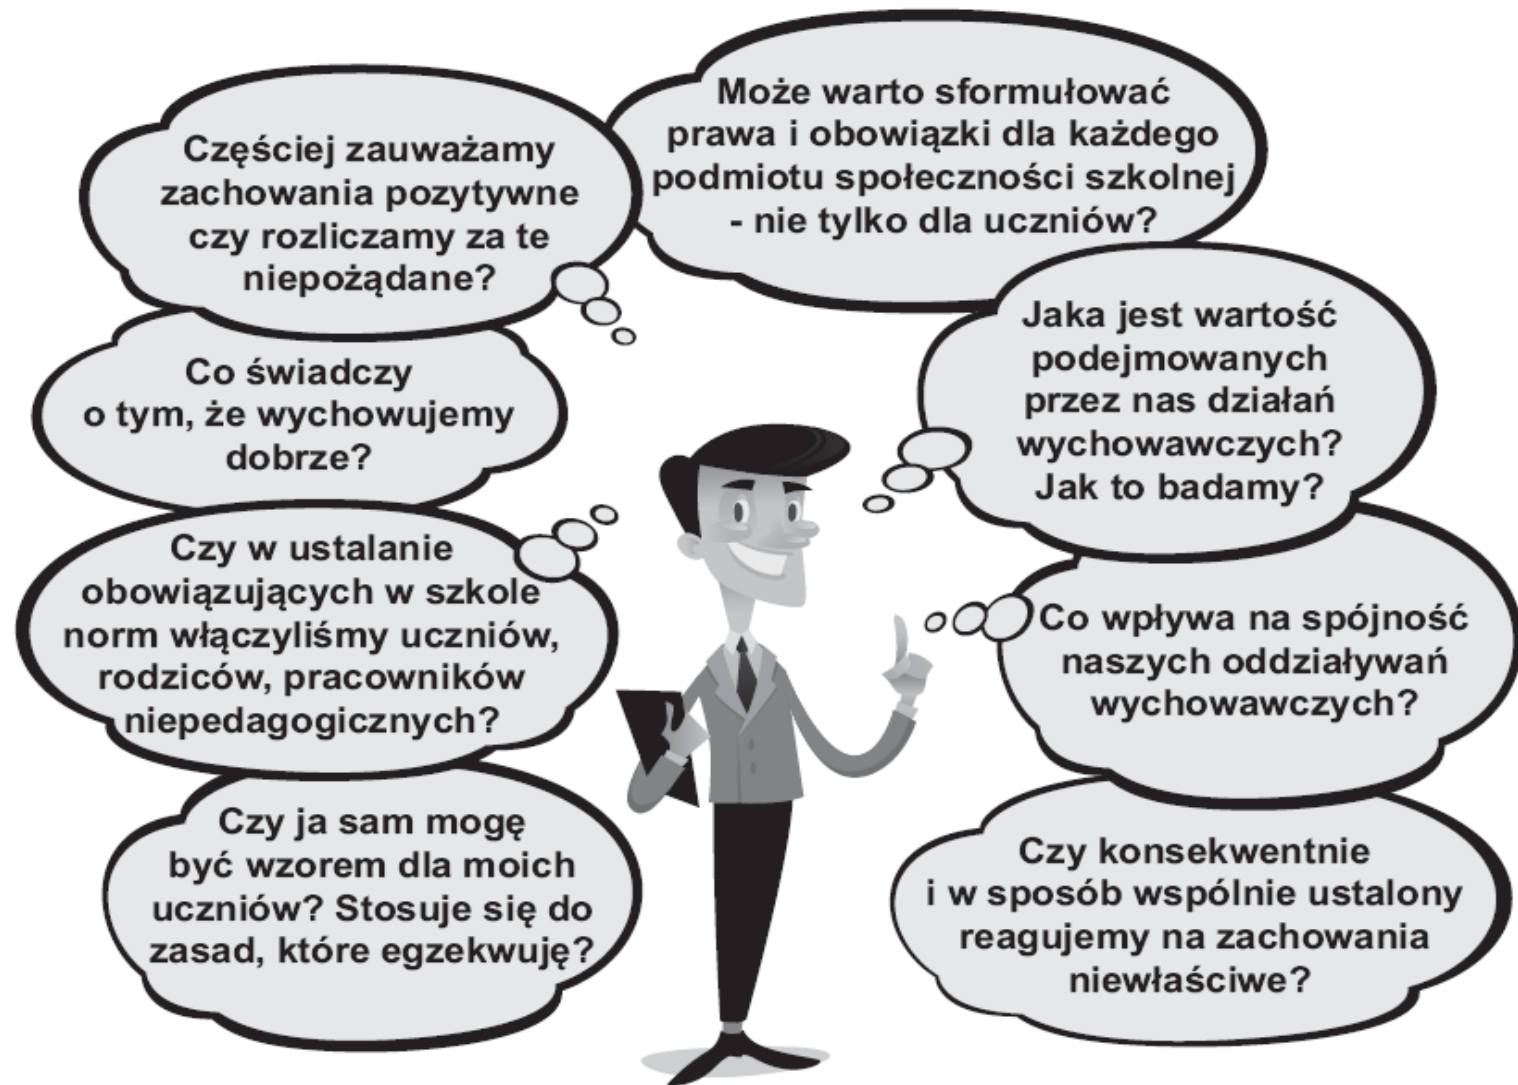 Częściej zauważamy
zachowania pozytywne
czy rozliczamy za te
niepożądane?
Może warto sformułować
prawa i obowiązki dla każdego
podmiotu społeczności szkolnej
- nie tylko dla uczniów?
Co świadczy
o tym, że wychowujemy
dobrze?
Jaka jest wartość
podejmowanych
przez nas działań
wychowawczych?
Jak to badamy?
Czy w ustalanie
obowiązujących w szkole
norm włączyliśmy uczniów,
rodziców, pracowników
niepedagogicznych?
Co wpływa na spójność
naszych oddziaływań
wychowawczych?
Czy ja sam mogę
być wzorem dla moich
uczniów? Stosuje się do
zasad, które egzekwuję?
Czy konsekwentnie
i w sposób wspólnie ustalony
reagujemy na zachowania
niewłaściwe?